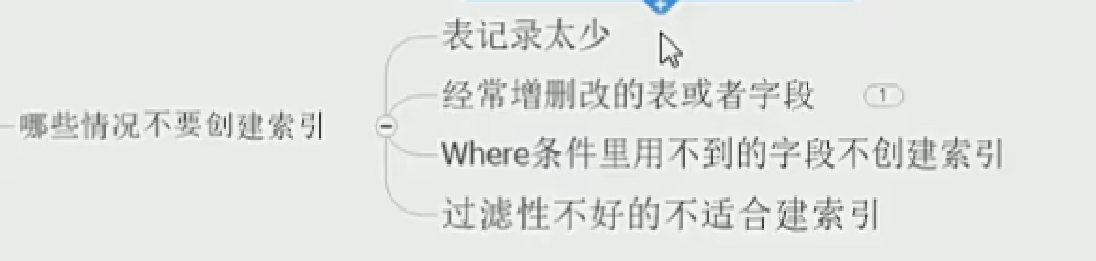 表记录太少
经常增删改的表或者字段 1
哪些情况不要创建索引
Where条件里用不到的字段不创建索引
过滤性不好的不适合建索引